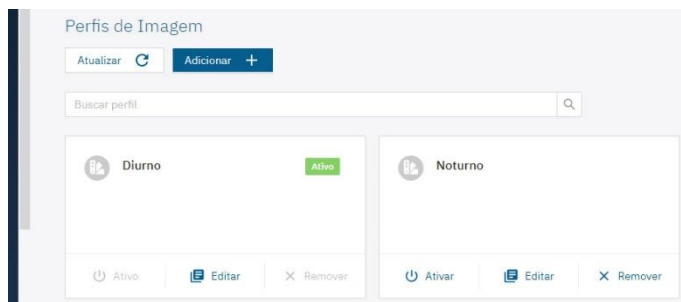 Perfis de Imagem
Atualizar Adicionar
Buscar perfil
Diurno Ativo
Noturno
Ativo Editar Remover
Ativar Editar Remover